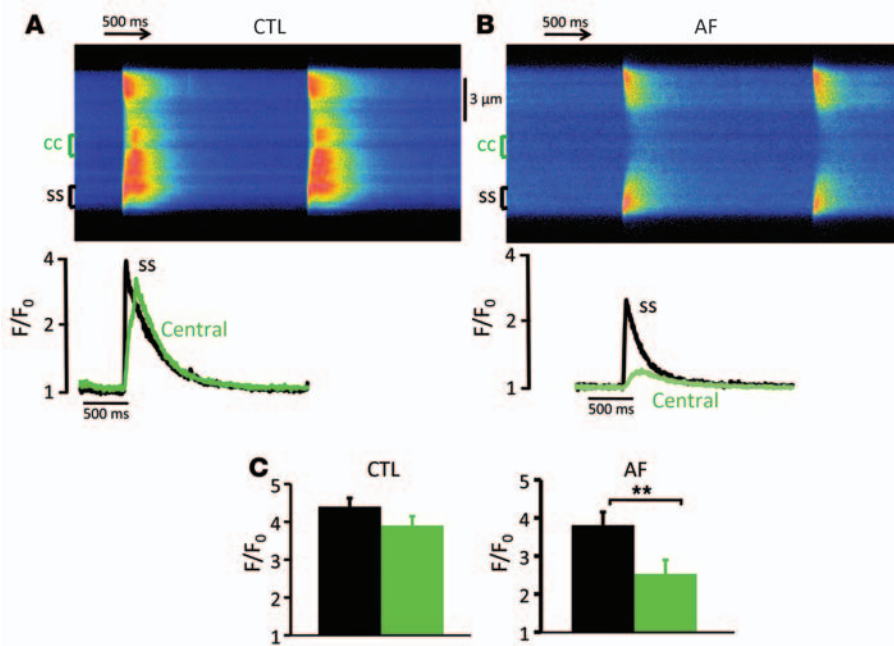 A 500 ms CTL
B 500 ms AF
3 μm
cc
ss
cc
ss
4
2
1
F/F0
ss
Central
500 ms
4
2
1
F/F0
ss
Central
500 ms
C
CTL
5
4
3
2
1
F/F0
AF
5
4
3
2
1
F/F0
**